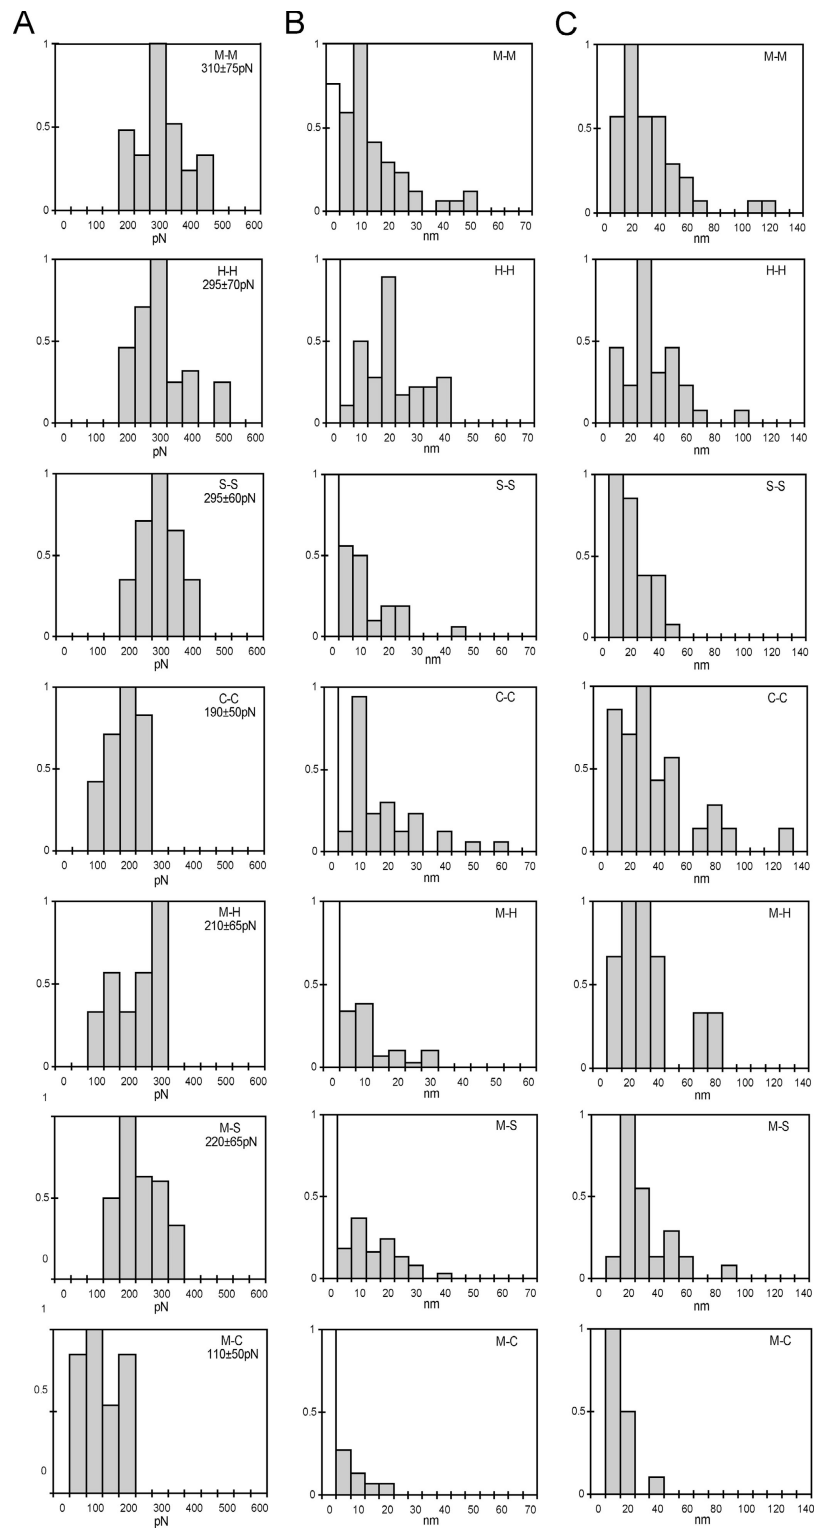 A B C
1 1 1
M-M M-M M-M
310±75pN
0.5 0.5 0.5
0 0 0
0 100 200 300 400 500 600 0 10 20 30 40 50 60 70 0 20 40 60 80 100 120 140
pN nm nm
1 1 1
H-H H-H H-H
295±70pN
0.5 0.5 0.5
0 0 0
0 100 200 300 400 500 600 0 10 20 30 40 50 60 70 0 20 40 60 80 100 120 140
pN nm nm
1 1 1
S-S S-S S-S
295±60pN
0.5 0.5 0.5
0 0 0
0 100 200 300 400 500 600 0 10 20 30 40 50 60 70 0 20 40 60 80 100 120 140
pN nm nm
1 1 1
C-C C-C C-C
190±50pN
0.5 0.5 0.5
0 0 0
0 100 200 300 400 500 600 0 10 20 30 40 50 60 70 0 20 40 60 80 100 120 140
pN nm nm
1 1 1
M-H M-H M-H
210±65pN
0.5 0.5 0.5
0 0 0
0 100 200 300 400 500 600 0 10 20 30 40 50 60 0 20 40 60 80 100 120 140
pN nm nm
1 1 1
M-S M-S M-S
220±65pN
0.5 0.5 0.5
0 0 0
0 100 200 300 400 500 600 0 10 20 30 40 50 60 70 0 20 40 60 80 100 120 140
pN nm nm
1 1 1
M-C M-C M-C
110±50pN
0.5 0.5 0.5
0 0 0
0 100 200 300 400 500 600 0 10 20 30 40 50 60 70 0 20 40 60 80 100 120 140
pN nm nm